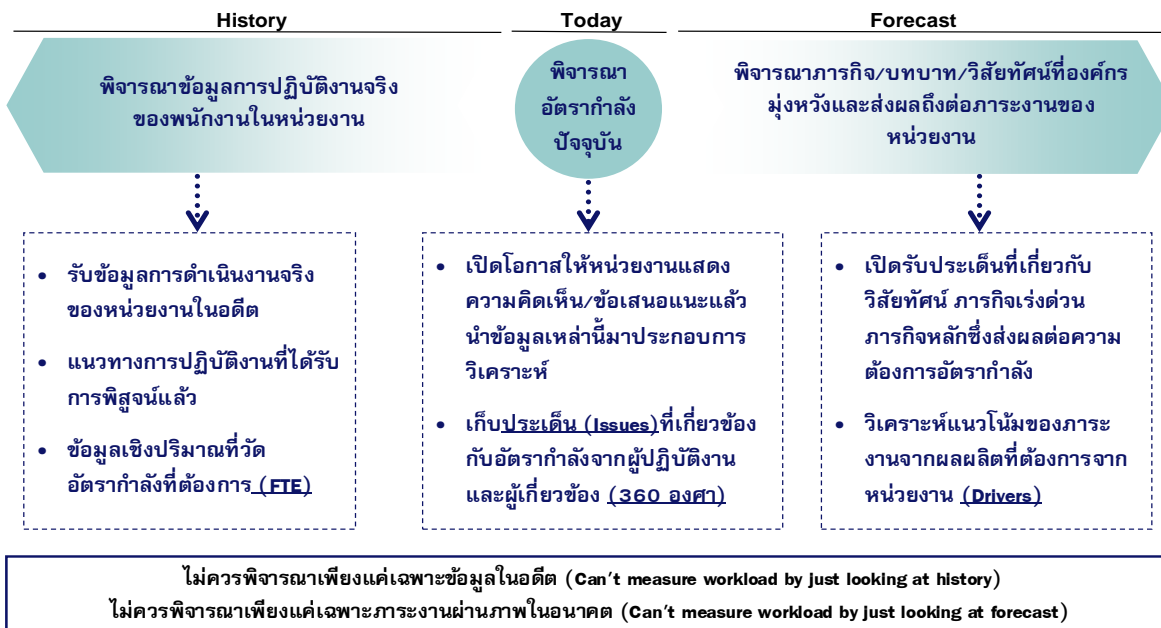 History
Today
Forecast
พิจารณาข้อมูลการปฏิบัติงานจริง
ของพนักงานในหน่วยงาน
พิจารณา
อัตรากำลัง
ปัจจุบัน
พิจารณาภารกิจ/บทบาท/วิสัยทัศน์ที่องค์กร
มุ่งหวังและส่งผลถึงต่อภาระงานของ
หน่วยงาน
• รับข้อมูลการดำเนินงานจริง
ของหน่วยงานในอดีต
• แนวทางการปฏิบัติงานที่ได้รับ
การพิสูจน์แล้ว
• ข้อมูลเชิงปริมาณที่วัด
อัตรากำลังที่ต้องการ (FTE)
• เปิดโอกาสให้หน่วยงานแสดง
ความคิดเห็น/ข้อเสนอแนะแล้ว
นำข้อมูลเหล่านี้มาประกอบการ
วิเคราะห์
• เก็บประเด็น (Issues)ที่เกี่ยวข้อง
กับอัตรากำลังจากผู้ปฏิบัติงาน
และผู้เกี่ยวข้อง (360 องศา)
• เปิดรับประเด็นที่เกี่ยวกับ
วิสัยทัศน์ ภารกิจเร่งด่วน
ภารกิจหลักซึ่งส่งผลต่อความ
ต้องการอัตรากำลัง
• วิเคราะห์แนวโน้มของภาระ
งานจากผลผลิตที่ต้องการจาก
หน่วยงาน (Drivers)
ไม่ควรพิจารณาเพียงแค่เฉพาะข้อมูลในอดีต (Can't measure workload by just looking at history)
ไม่ควรพิจารณาเพียงแค่เฉพาะภาระงานผ่านภาพในอนาคต (Can't measure workload by just looking at forecast)